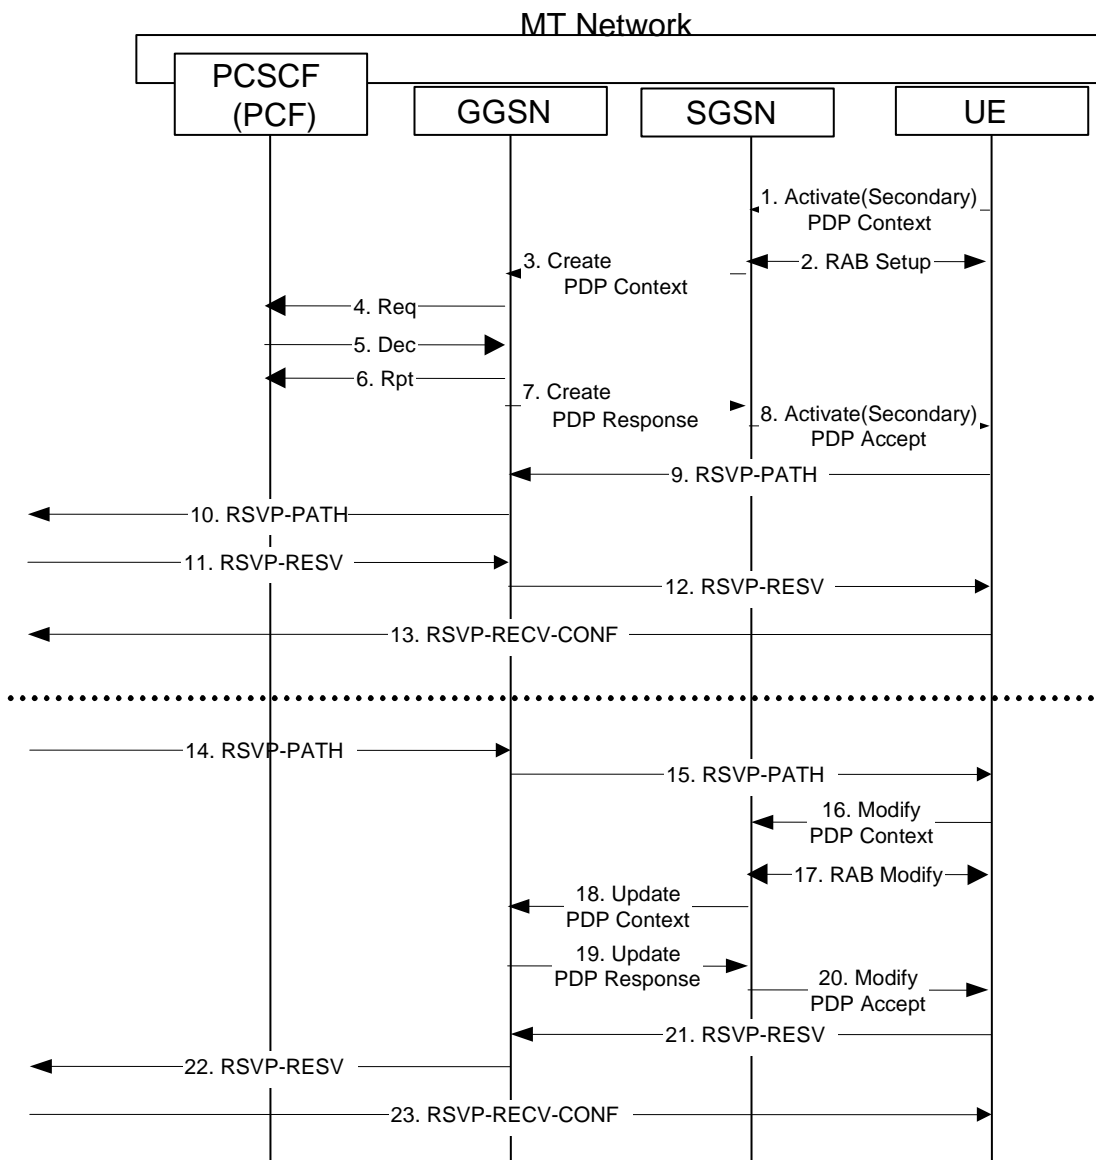 MT Network
PCSCF
(PCF)
GGSN
SGSN
UE
1. Activate(Secondary)
PDP Context
2. RAB Setup
3. Create
PDP Context
4. Req
5. Dec
6. Rpt
7. Create
PDP Response
8. Activate(Secondary)
PDP Accept
9. RSVP-PATH
10. RSVP-PATH
11. RSVP-RESV
12. RSVP-RESV
13. RSVP-RECV-CONF
14. RSVP-PATH
15. RSVP-PATH
16. Modify
PDP Context
17. RAB Modify
18. Update
PDP Context
19. Update
PDP Response
20. Modify
PDP Accept
21. RSVP-RESV
22. RSVP-RESV
23. RSVP-RECV-CONF